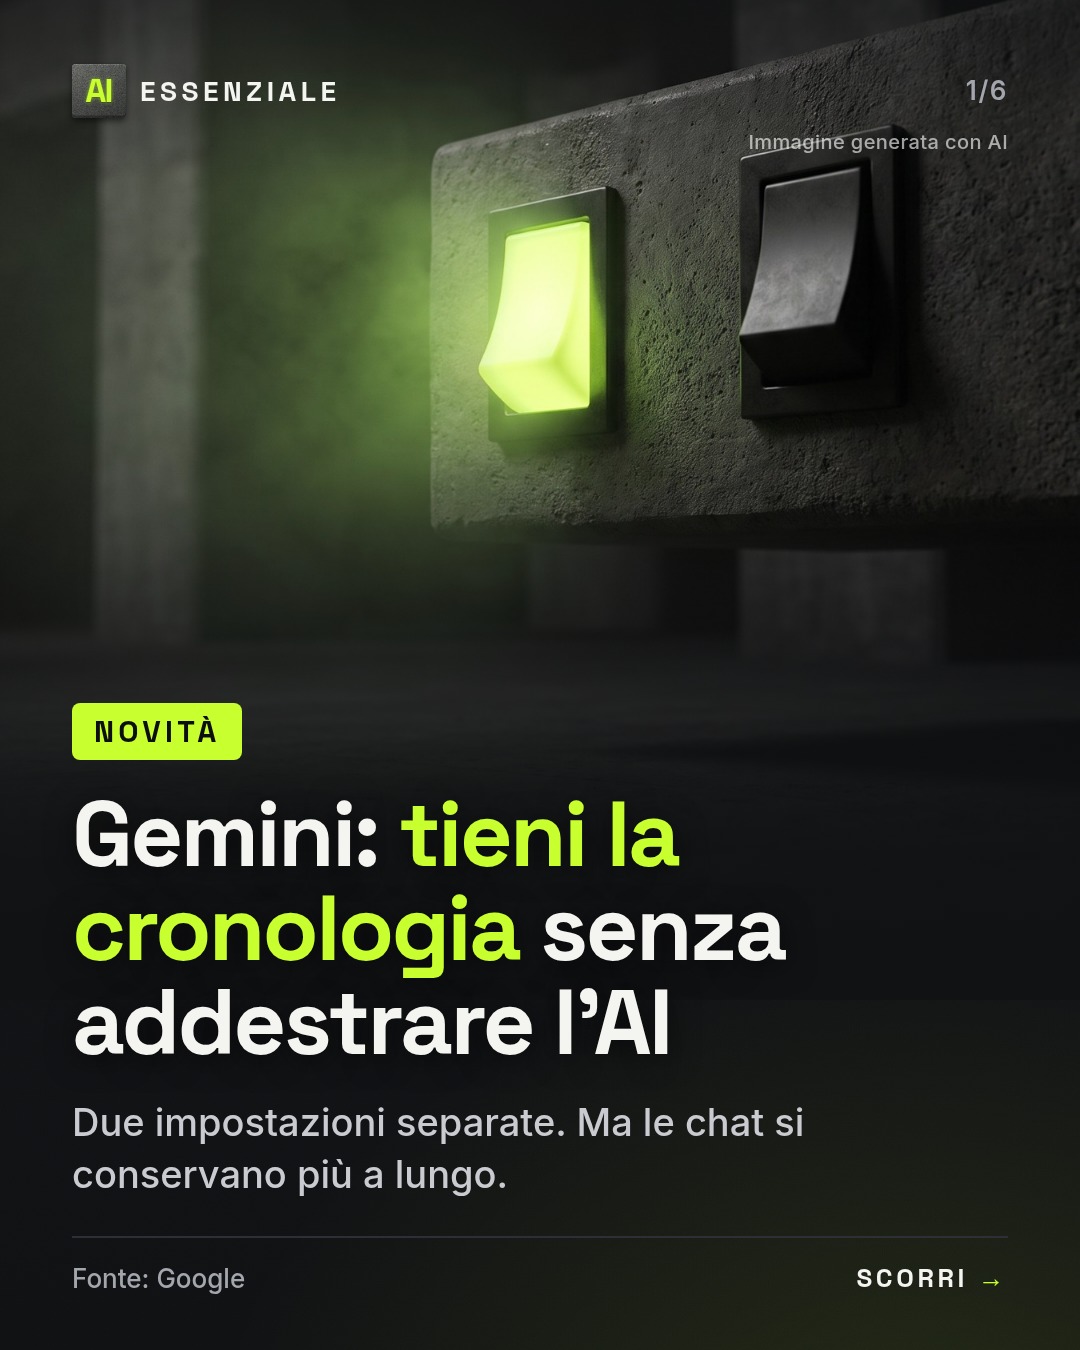 AI ESSENZIALE
1/6
Immagine generata con AI
NOVITÀ
Gemini: tieni la
cronologia senza
addestrare l’AI
Due impostazioni separate. Ma le chat si
conservano più a lungo.
Fonte: Google
SCORRI →